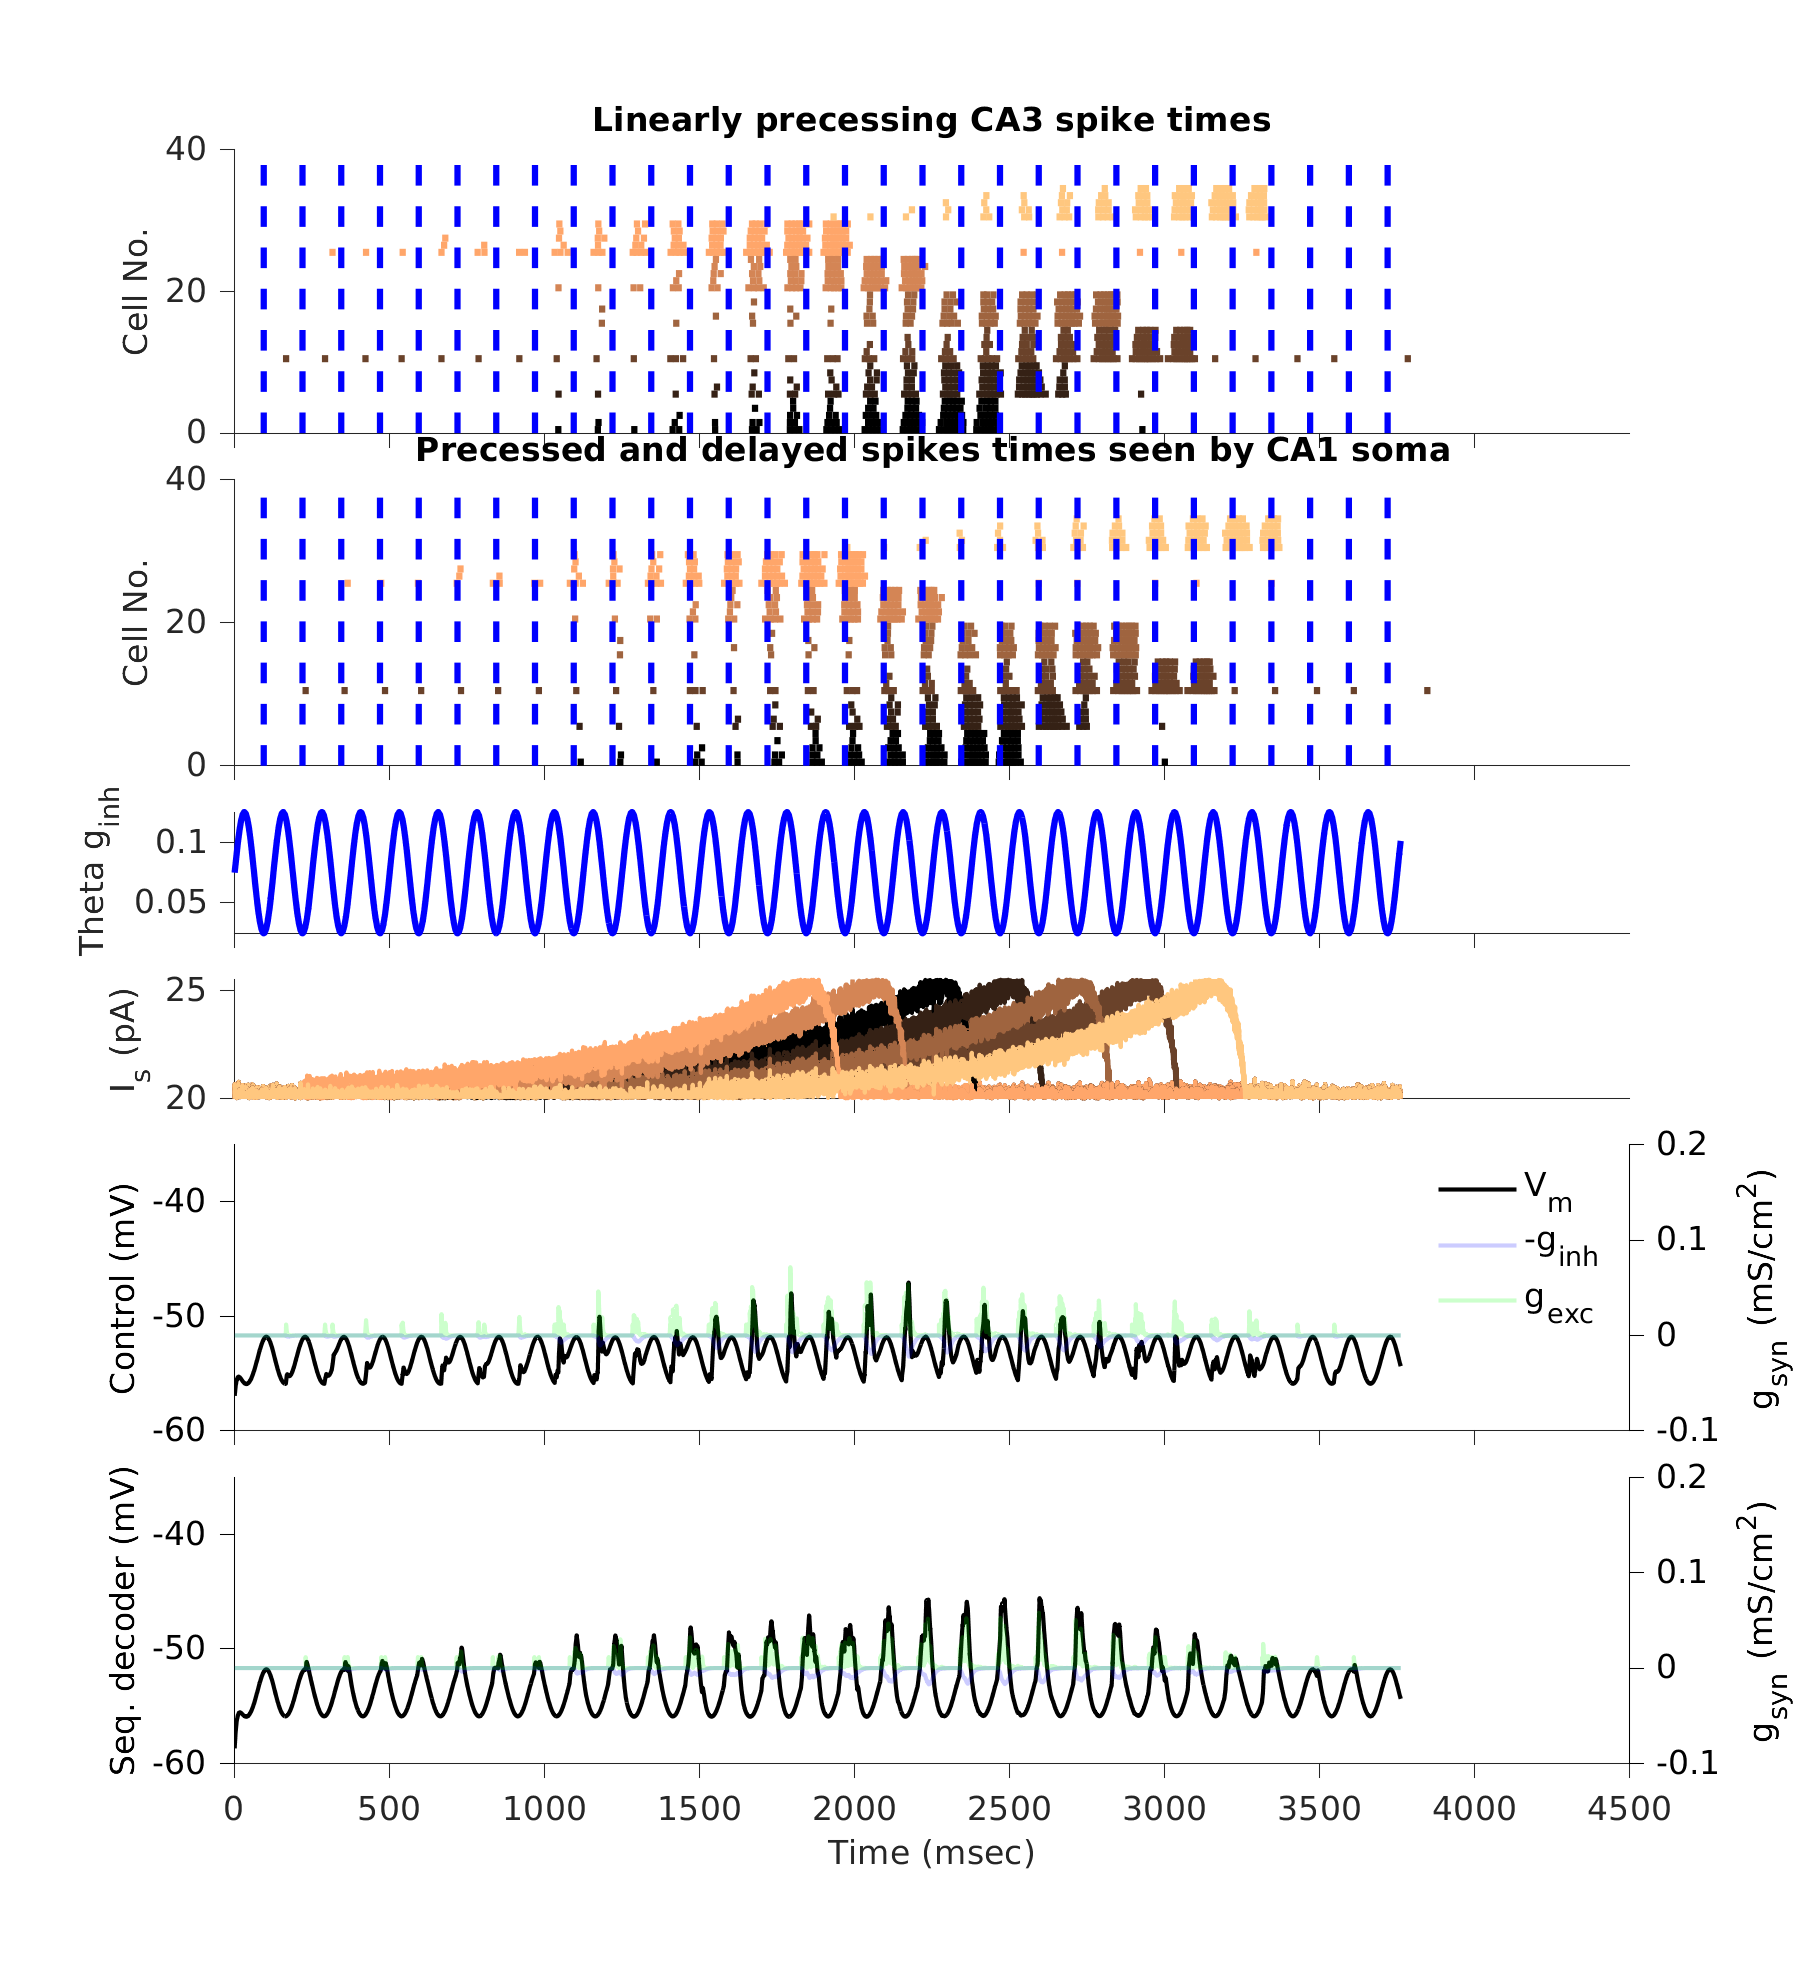 Linearly precessing CA3 spike times
40
20
0
Cell No.
Precessed and delayed spikes times seen by CA1 soma
40
20
0
Cell No.
0.1
0.05
Theta g_inh
25
20
I_s (pA)
-40
-50
-60
Control (mV)
V_m
-g_inh
g_exc
0.2
0.1
0
-0.1
g_syn (mS/cm^2)
-40
-50
-60
Seq. decoder (mV)
0.2
0.1
0
-0.1
g_syn (mS/cm^2)
0 500 1000 1500 2000 2500 3000 3500 4000 4500
Time (msec)